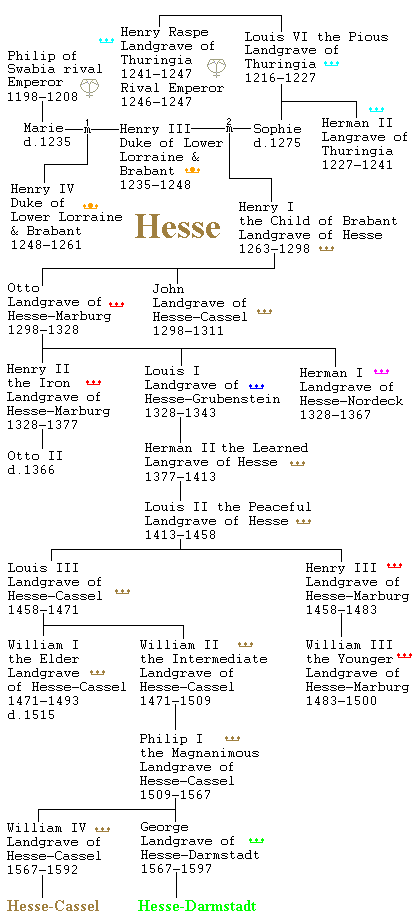 Henry Raspe
Landgrave of
Thuringia
1241-1247
Rival Emperor
1246-1247
Louis VI the Pious
Landgrave of
Thuringia
1216-1227
Philip of
Swabia rival
Emperor
1198-1208
Herman II
Langrave of
Thuringia
1227-1241
Marie
d.1235
1
m
Henry III
Duke of Lower
Lorraine &
Brabant
1235-1248
2
m
Sophie
d.1275
Henry IV
Duke of
Lower Lorraine
& Brabant
1248-1261
Hesse
Henry I
the Child of Brabant
Landgrave of Hesse
1263-1298
Otto
Landgrave of
Hesse-Marburg
1298-1328
John
Landgrave of
Hesse-Cassel
1298-1311
Henry II
the Iron
Landgrave of
Hesse-Marburg
1328-1377
Louis I
Landgrave of
Hesse-Grubenstein
1328-1343
Herman I
Landgrave of
Hesse-Nordeck
1328-1367
Otto II
d.1366
Herman II the Learned
Langrave of Hesse
1377-1413
Louis II the Peaceful
Landgrave of Hesse
1413-1458
Louis III
Landgrave of
Hesse-Cassel
1458-1471
Henry III
Landgrave of
Hesse-Marburg
1458-1483
William I
the Elder
Landgrave
of Hesse-Cassel
1471-1493
d.1515
William II
the Intermediate
Landgrave of
Hesse-Cassel
1471-1509
William III
the Younger
Landgrave of
Hesse-Marburg
1483-1500
Philip I
the Magnanimous
Landgrave of
Hesse-Cassel
1509-1567
William IV
Landgrave of
Hesse-Cassel
1567-1592
George
Landgrave of
Hesse-Darmstadt
1567-1597
Hesse-Cassel
Hesse-Darmstadt